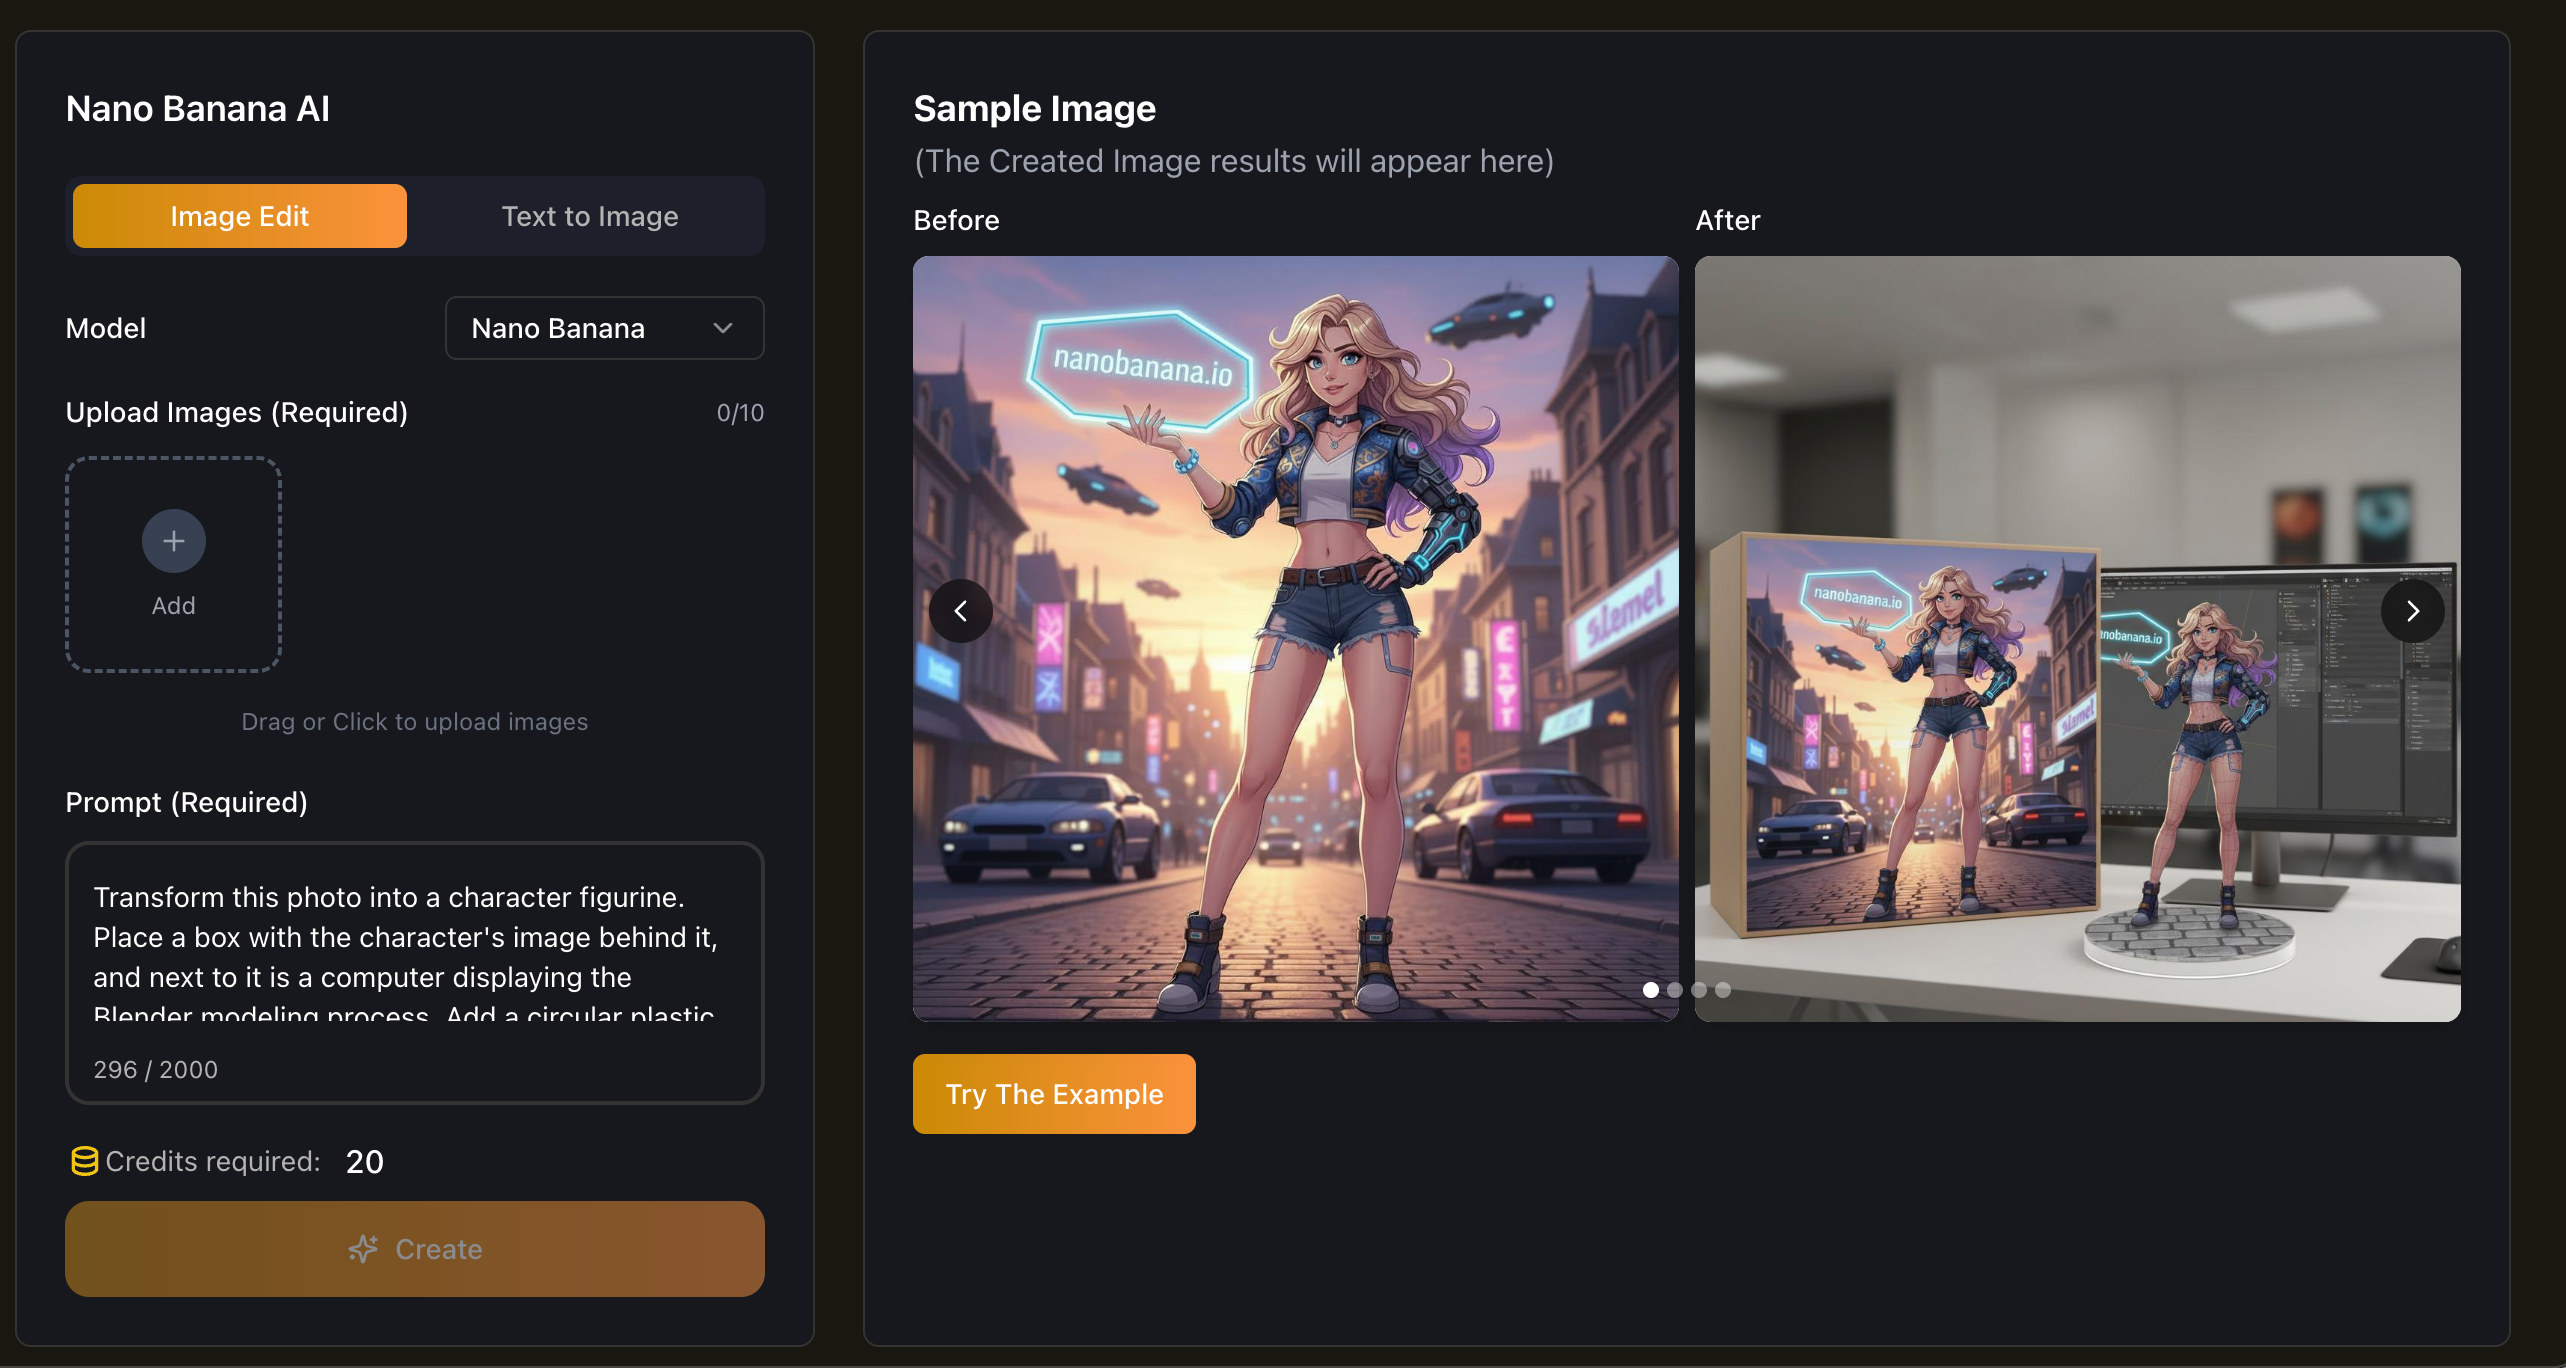 Nano Banana AI
Image Edit
Text to Image
Model
Nano Banana
Upload Images (Required)
0/10
Add
Drag or Click to upload images
Prompt (Required)
Transform this photo into a character figurine.
Place a box with the character's image behind it,
and next to it is a computer displaying the
Blender modeling process. Add a circular plastic
296 / 2000
Credits required: 20
Create
Sample Image
(The Created Image results will appear here)
Before
After
nanobanana.io
slemel
EXYT
nanobanana.io
slamel
nobanana.io
Try The Example